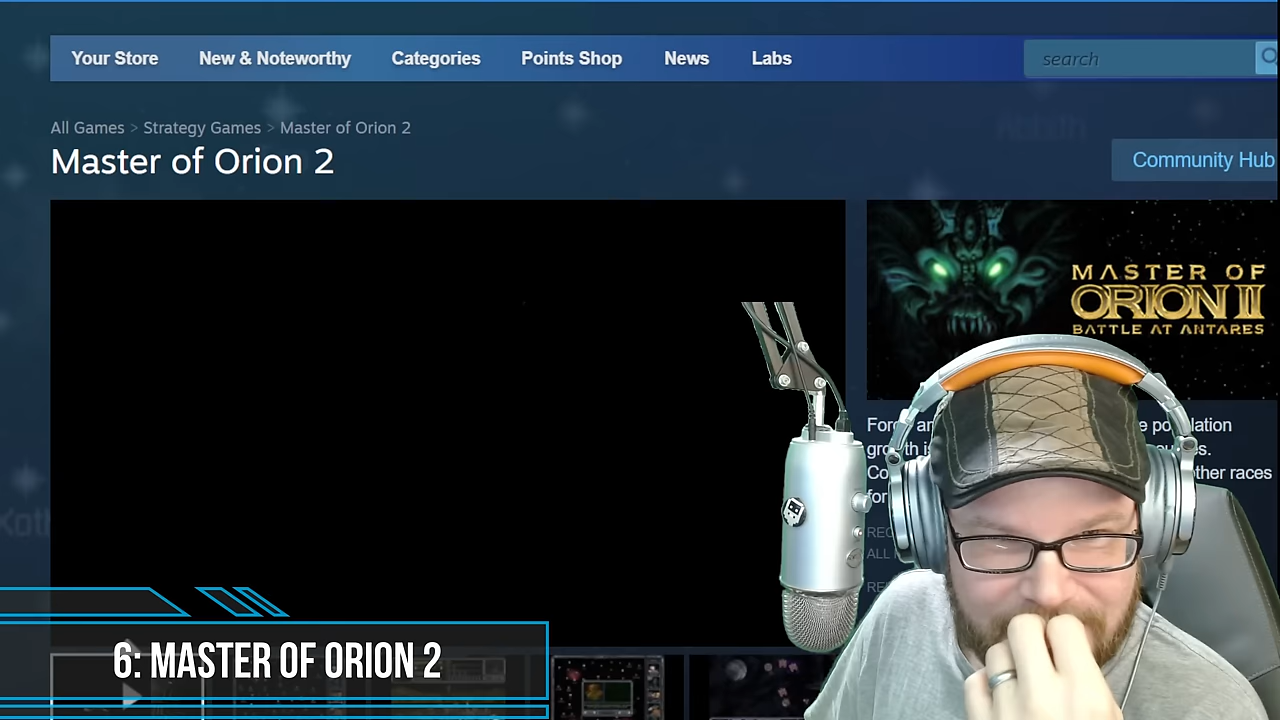 Your Store New & Noteworthy Categories Points Shop News Labs search
All Games > Strategy Games > Master of Orion 2
Master of Orion 2
Community Hub
MASTER OF
ORION II
BATTLE AT ANTARES
6: MASTER OF ORION 2